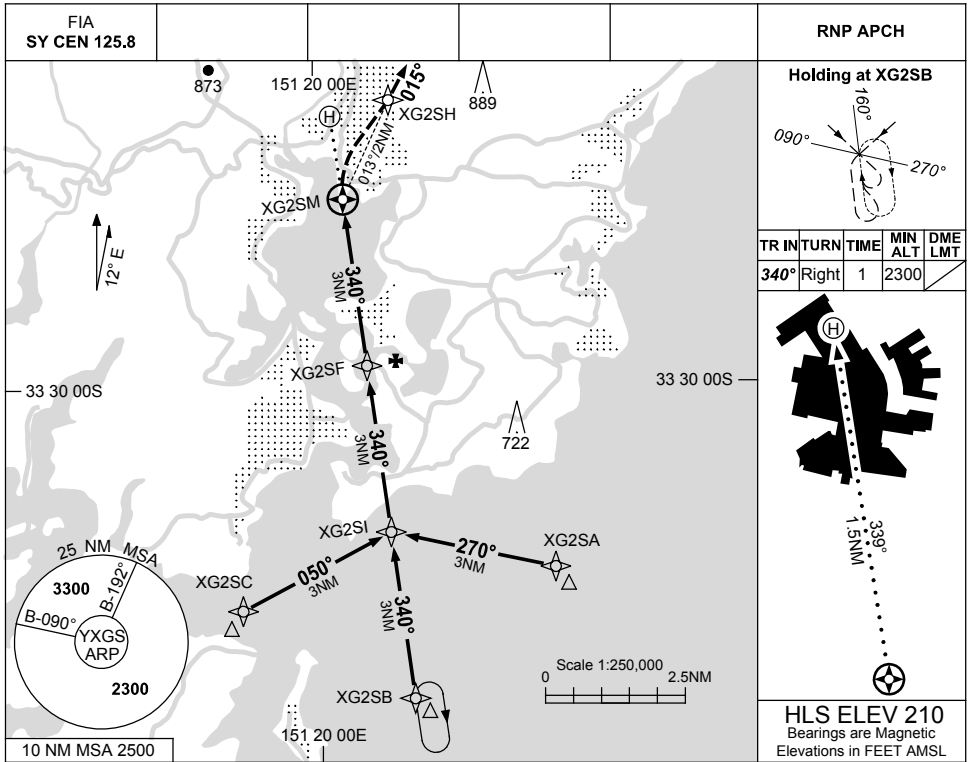 FIA
SY CEN 125.8
RNP APCH
873
151 20 00E
015°
889
XG2SH
H
013°/2NM
XG2SM
12° E
340°
3NM
XG2SF
33 30 00S
33 30 00S
722
340°
3NM
XG2SI
XG2SA
270°
3NM
XG2SC
050°
3NM
340°
3NM
XG2SB
25 NM MSA
3300
B-192°
B-090°
YXGS
ARP
2300
10 NM MSA 2500
151 20 00E
Scale 1:250,000
0 2.5NM
Holding at XG2SB
160°
090°
270°
TR IN TURN TIME MIN ALT DME LMT
340° Right 1 2300
H
339°
1.5NM
HLS ELEV 210
Bearings are Magnetic
Elevations in FEET AMSL